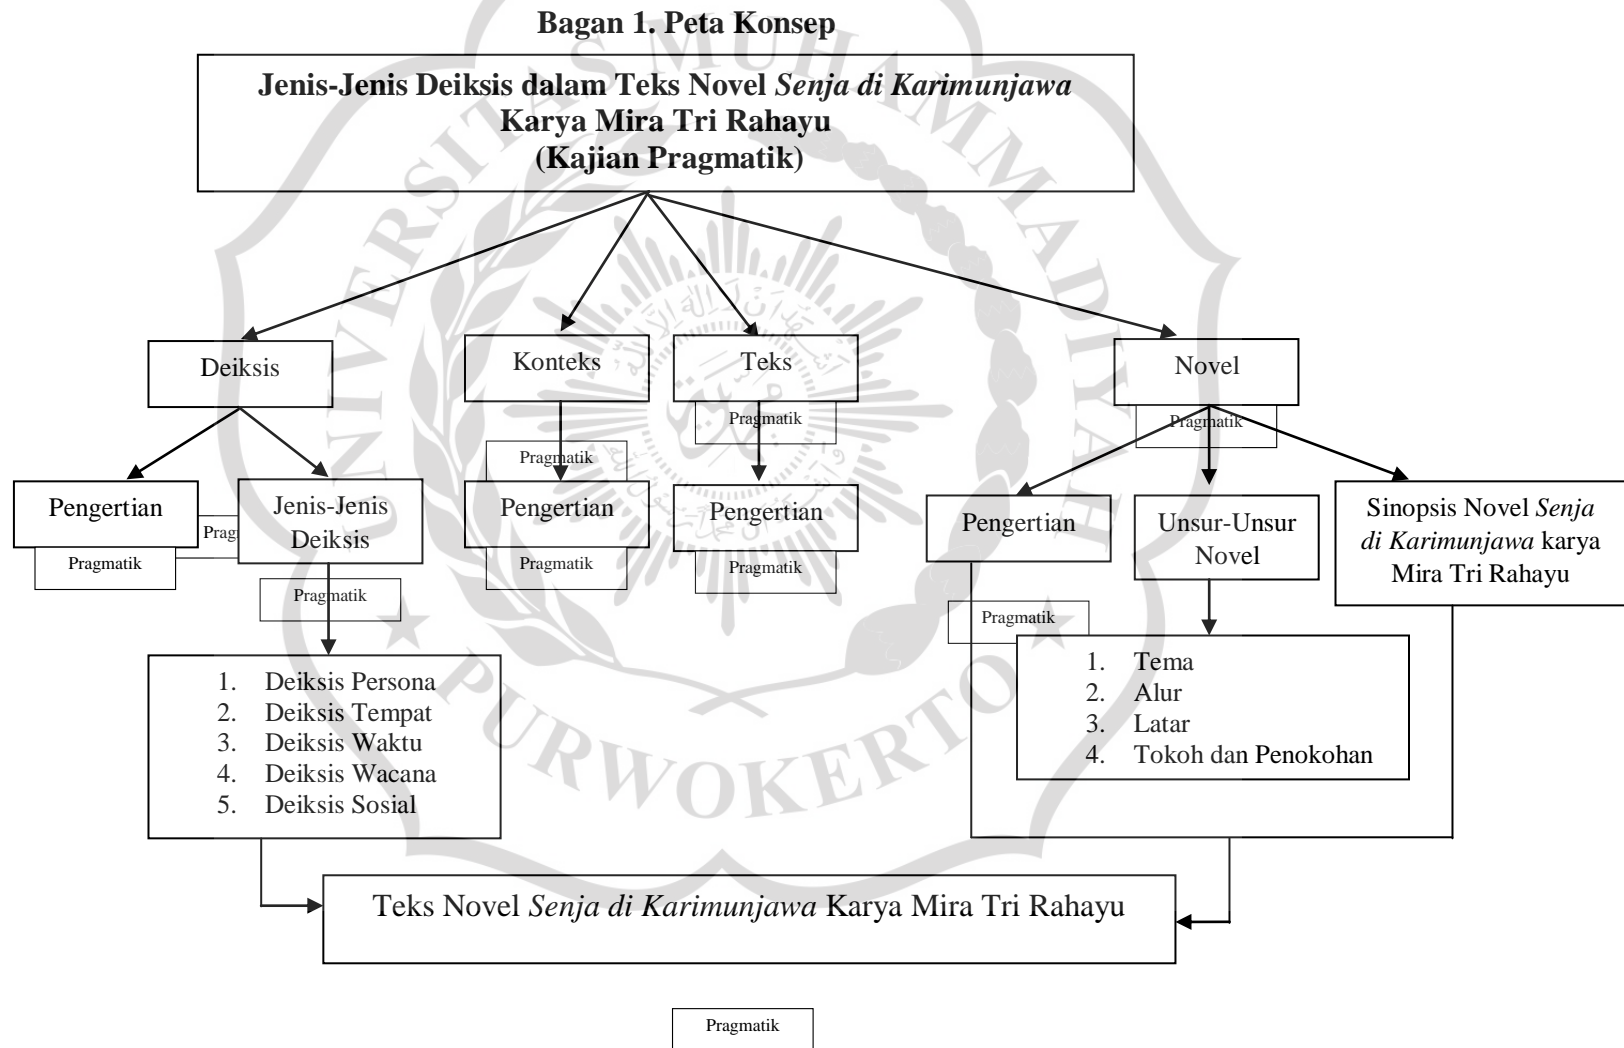 Bagan 1. Peta Konsep
Jenis-Jenis Deiksis dalam Teks Novel Senja di Karimunjawa
Karya Mira Tri Rahayu
(Kajian Pragmatik)
Deiksis
Konteks
Teks
Novel
Pragmatik
Pragmatik
Pragmatik
Pengertian
Jenis-Jenis
Deiksis
Pengertian
Pengertian
Pengertian
Unsur-Unsur
Novel
Sinopsis Novel Senja
di Karimunjawa karya
Mira Tri Rahayu
Prag
Pragmatik
Pragmatik
Pragmatik
Pragmatik
Pragmatik
1. Deiksis Persona
2. Deiksis Tempat
3. Deiksis Waktu
4. Deiksis Wacana
5. Deiksis Sosial
1. Tema
2. Alur
3. Latar
4. Tokoh dan Penokohan
Teks Novel Senja di Karimunjawa Karya Mira Tri Rahayu
Pragmatik
UNIVERSITAS MUHAMMADIYAH
PURWOKERTO